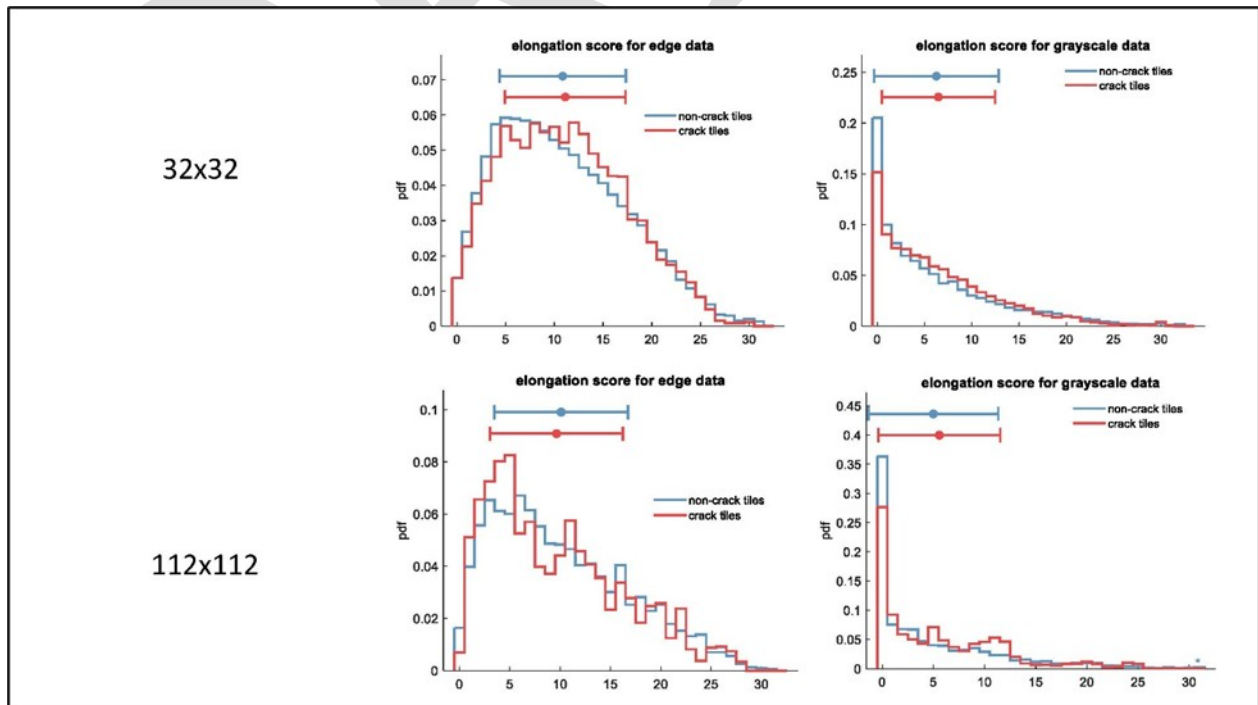 32x32
elongation score for edge data
0.07
0.06
0.05
0.04
0.03
0.02
0.01
0
pdf
non-crack tiles
crack tiles
0 5 10 15 20 25 30
elongation score for grayscale data
0.25
0.2
0.15
0.1
0.05
0
pdf
non-crack tiles
crack tiles
0 5 10 15 20 25 30
112x112
elongation score for edge data
0.1
0.08
0.06
0.04
0.02
0
pdf
non-crack tiles
crack tiles
0 5 10 15 20 25 30
elongation score for grayscale data
0.45
0.4
0.35
0.3
0.25
0.2
0.15
0.1
0.05
0
pdf
non-crack tiles
crack tiles
*
0 5 10 15 20 25 30